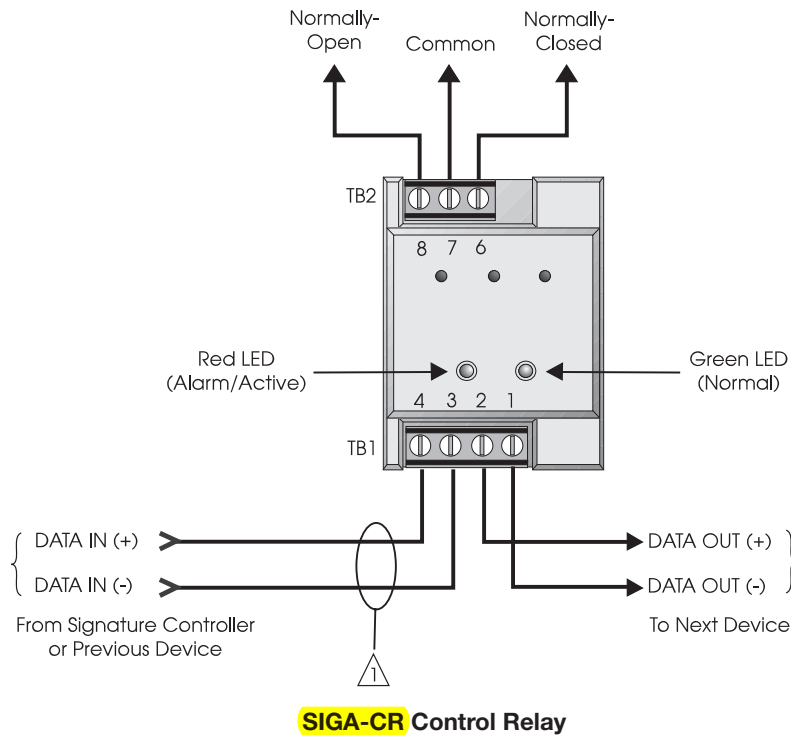 Normally-
Open
Common
Normally-
Closed
TB2
8 7 6
Red LED
(Alarm/Active)
Green LED
(Normal)
4 3 2 1
TB1
DATA IN (+)
DATA OUT (+)
DATA IN (-)
DATA OUT (-)
From Signature Controller
or Previous Device
To Next Device
1
SIGA-CR Control Relay